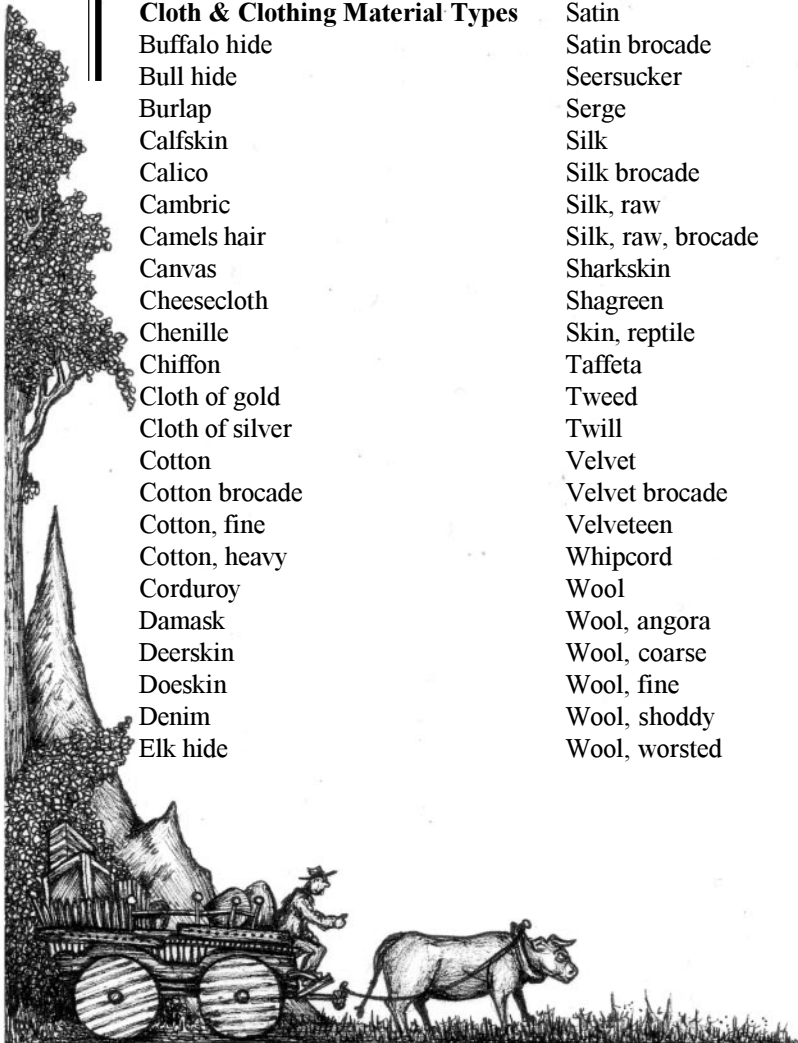 Cloth & Clothing Material Types
Buffalo hide
Bull hide
Burlap
Calfskin
Calico
Cambric
Camels hair
Canvas
Cheesecloth
Chenille
Chiffon
Cloth of gold
Cloth of silver
Cotton
Cotton brocade
Cotton, fine
Cotton, heavy
Corduroy
Damask
Deerskin
Doeskin
Denim
Elk hide
Satin
Satin brocade
Seersucker
Serge
Silk
Silk brocade
Silk, raw
Silk, raw, brocade
Sharkskin
Shagreen
Skin, reptile
Taffeta
Tweed
Twill
Velvet
Velvet brocade
Velveteen
Whipcord
Wool
Wool, angora
Wool, coarse
Wool, fine
Wool, shoddy
Wool, worsted